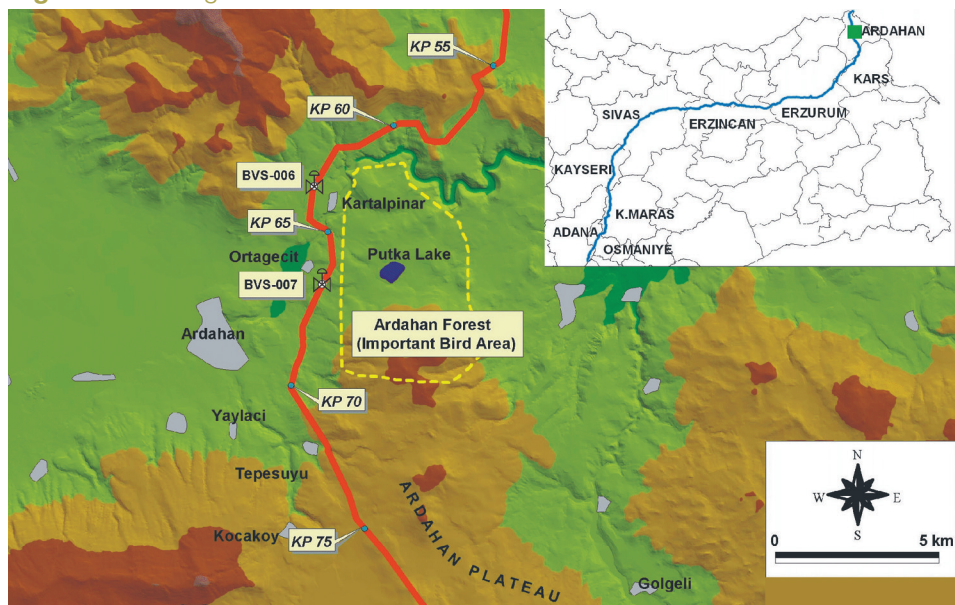 KP 55
KP 60
BVS-006
Kartalpinar
KP 65
Ortagecit
Putka Lake
BVS-007
Ardahan
Ardahan Forest
(Important Bird Area)
KP 70
Yaylaci
Tepesuyu
Kocakoy
KP 75
ARDAHAN PLATEAU
Golgeli
ARDAHAN
KARS
SIVAS
ERZINCAN
ERZURUM
KAYSERI
K.MARAS
ADANA
OSMANIYE
N
W
E
S
0
5 km